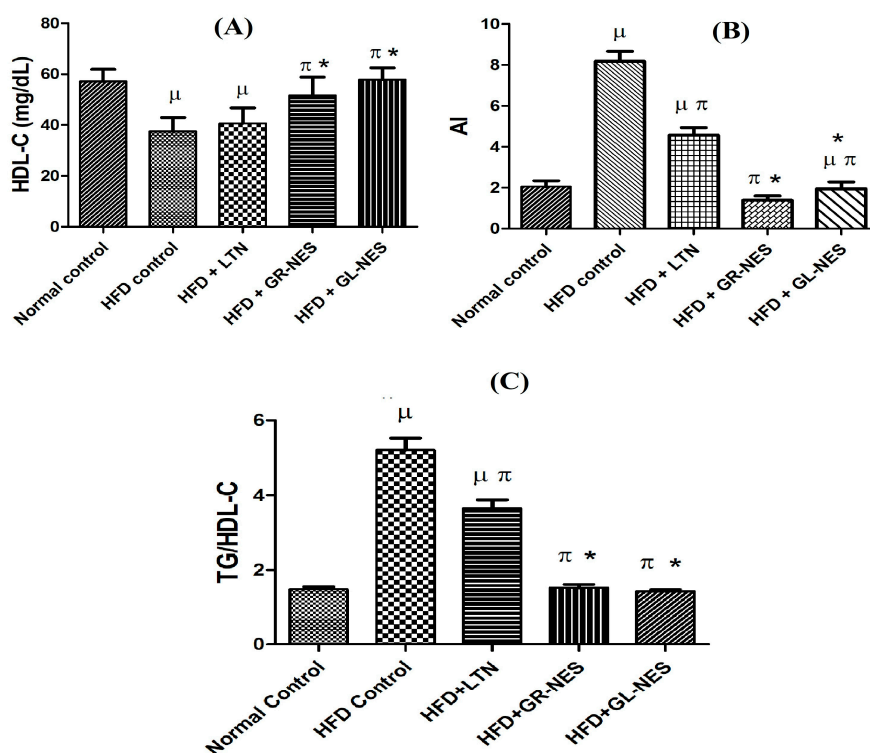 (A)
HDL-C (mg/dL)
80
60
40
20
0
μ
μ
π *
π *
Normal control
HFD control
HFD + LTN
HFD + GR-NES
HFD + GL-NES
(B)
AI
10
8
6
4
2
0
μ
μ π
π *
*
μ π
Normal control
HFD control
HFD + LTN
HFD + GR-NES
HFD + GL-NES
(C)
TG/HDL-C
6
4
2
0
μ
μ π
π *
π *
Normal Control
HFD Control
HFD+LTN
HFD+GR-NES
HFD+GL-NES